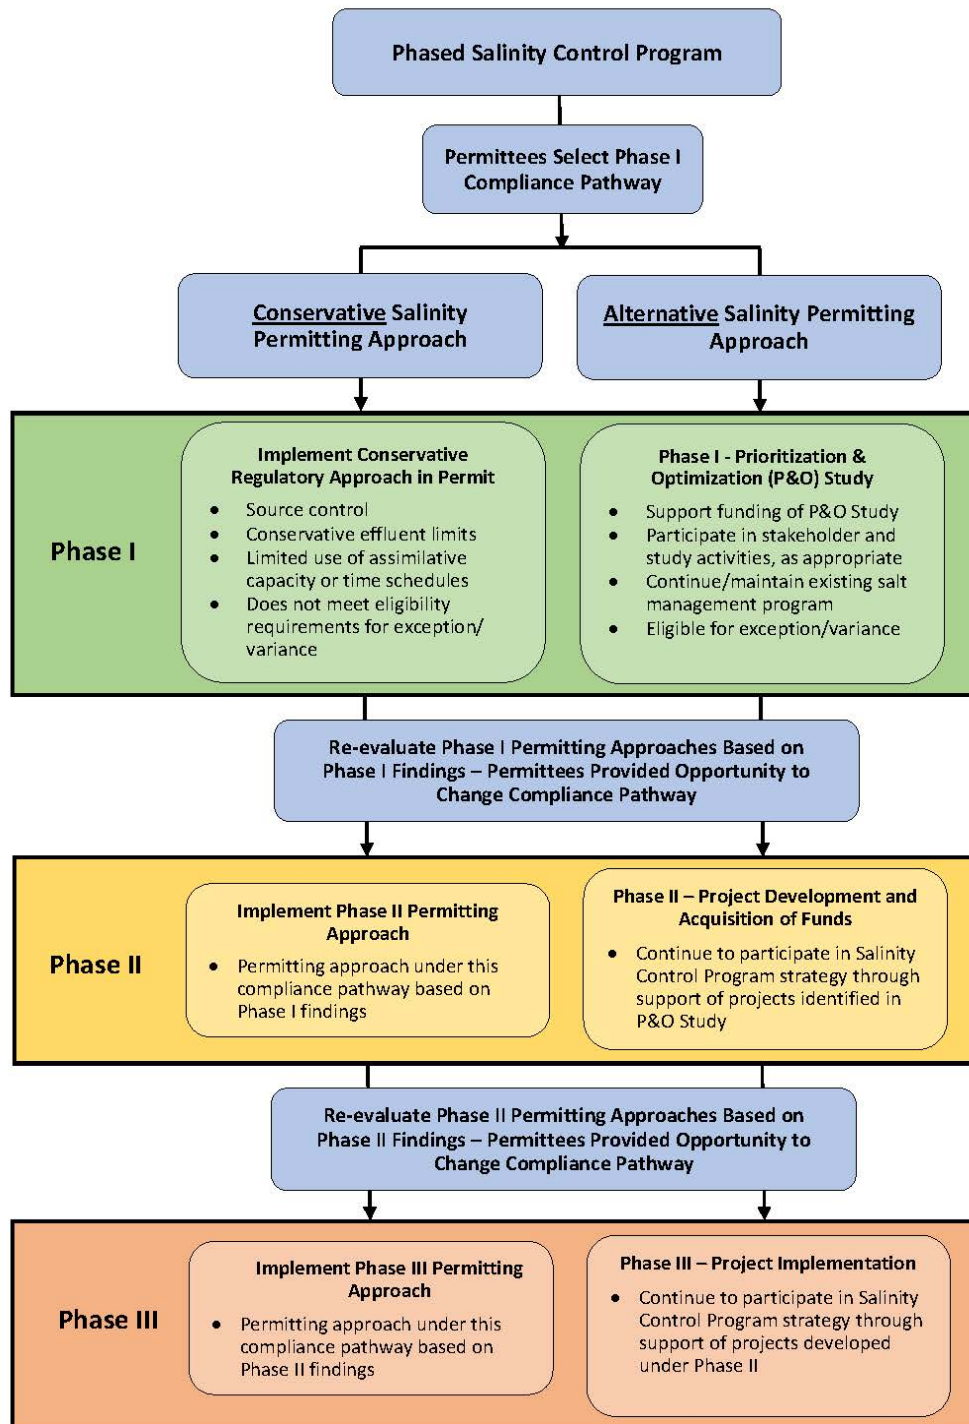 Phased Salinity Control Program
Permittees Select Phase I
Compliance Pathway
Conservative Salinity
Permitting Approach
Alternative Salinity Permitting
Approach
Phase I
Implement Conservative
Regulatory Approach in Permit
• Source control
• Conservative effluent limits
• Limited use of assimilative
capacity or time schedules
• Does not meet eligibility
requirements for exception/
variance
Phase I - Prioritization &
Optimization (P&O) Study
• Support funding of P&O Study
• Participate in stakeholder and
study activities, as appropriate
• Continue/maintain existing salt
management program
• Eligible for exception/variance
Re-evaluate Phase I Permitting Approaches Based on
Phase I Findings – Permittees Provided Opportunity to
Change Compliance Pathway
Phase II
Implement Phase II Permitting
Approach
• Permitting approach under this
compliance pathway based on
Phase I findings
Phase II – Project Development and
Acquisition of Funds
• Continue to participate in Salinity
Control Program strategy through
support of projects identified in
P&O Study
Re-evaluate Phase II Permitting Approaches Based on
Phase II Findings – Permittees Provided Opportunity to
Change Compliance Pathway
Phase III
Implement Phase III Permitting
Approach
• Permitting approach under this
compliance pathway based on
Phase II findings
Phase III – Project Implementation
• Continue to participate in Salinity
Control Program strategy through
support of projects developed
under Phase II